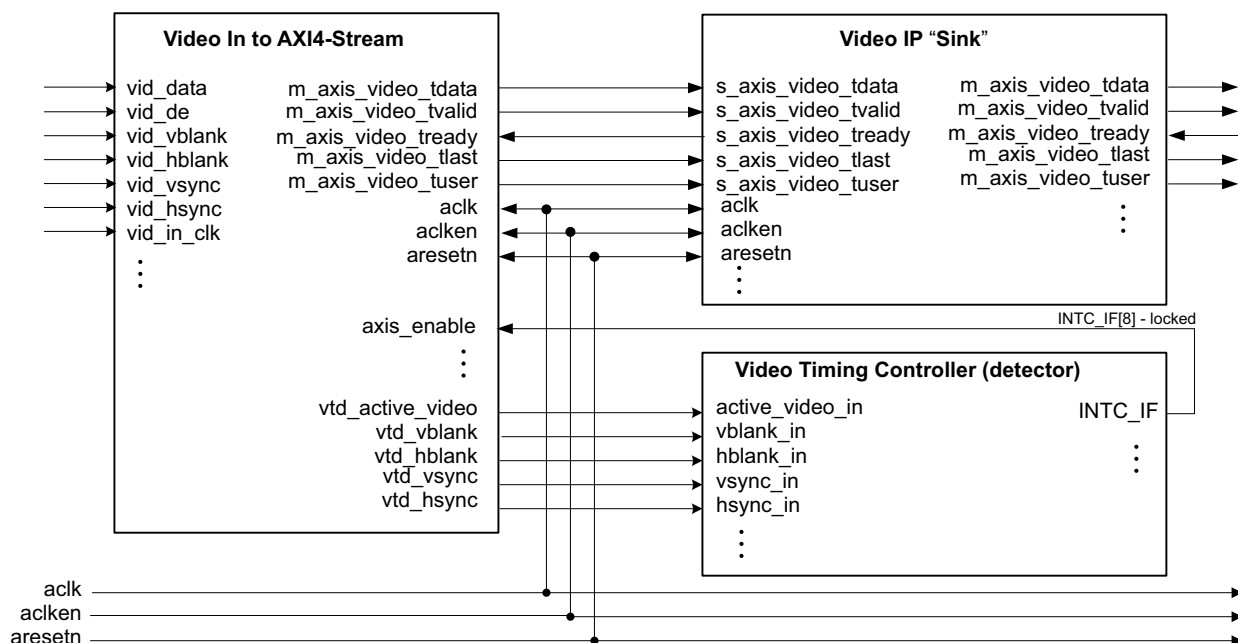 Video In to AXI4-Stream
vid_data
vid_de
vid_vblank
vid_hblank
vid_vsync
vid_hsync
vid_in_clk
m_axis_video_tdata
m_axis_video_tvalid
m_axis_video_tready
m_axis_video_tlast
m_axis_video_tuser
aclk
aclken
aresetn
axis_enable
vtd_active_video
vtd_vblank
vtd_hblank
vtd_vsync
vtd_hsync
Video IP “Sink”
s_axis_video_tdata
s_axis_video_tvalid
s_axis_video_tready
s_axis_video_tlast
s_axis_video_tuser
aclk
aclken
aresetn
m_axis_video_tdata
m_axis_video_tvalid
m_axis_video_tready
m_axis_video_tlast
m_axis_video_tuser
INTC_IF[8] - locked
Video Timing Controller (detector)
active_video_in
vblank_in
hblank_in
vsync_in
hsync_in
INTC_IF
aclk
aclken
aresetn